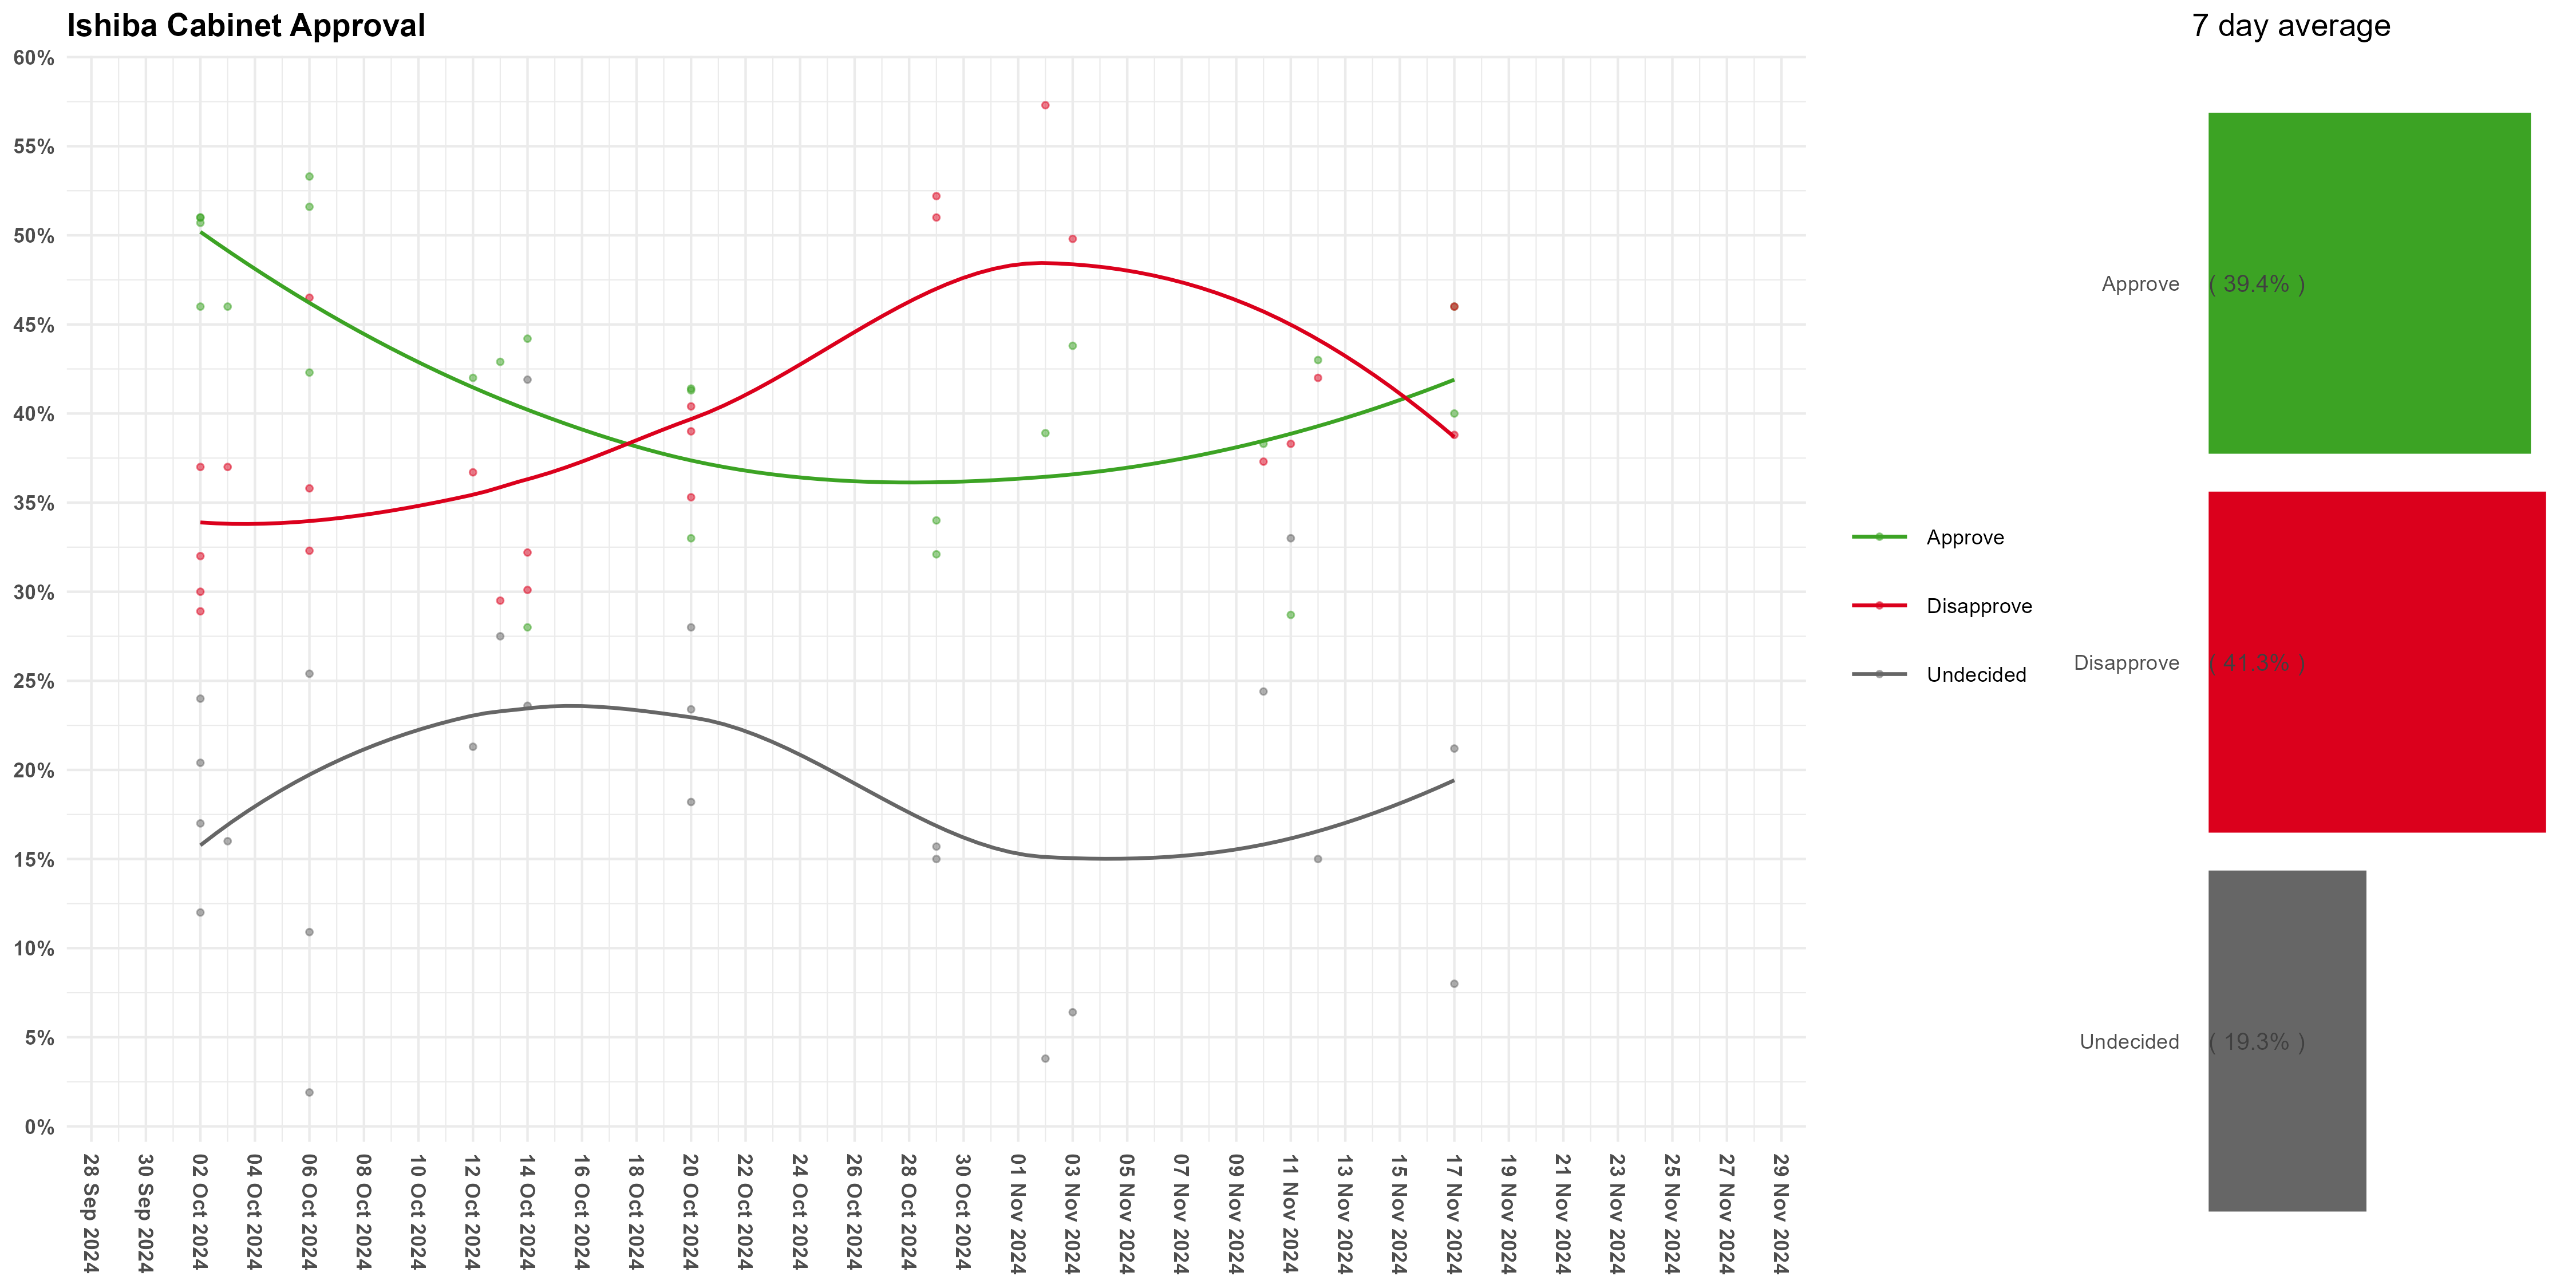 Ishiba Cabinet Approval
7 day average
60%
55%
50%
45%
40%
35%
30%
25%
20%
15%
10%
5%
0%
28 Sep 2024
30 Sep 2024
02 Oct 2024
04 Oct 2024
06 Oct 2024
08 Oct 2024
10 Oct 2024
12 Oct 2024
14 Oct 2024
16 Oct 2024
18 Oct 2024
20 Oct 2024
22 Oct 2024
24 Oct 2024
26 Oct 2024
28 Oct 2024
30 Oct 2024
01 Nov 2024
03 Nov 2024
05 Nov 2024
07 Nov 2024
09 Nov 2024
11 Nov 2024
13 Nov 2024
15 Nov 2024
17 Nov 2024
19 Nov 2024
21 Nov 2024
23 Nov 2024
25 Nov 2024
27 Nov 2024
29 Nov 2024
Approve
Disapprove
Undecided
Approve ( 39.4% )
Disapprove ( 41.3% )
Undecided ( 19.3% )